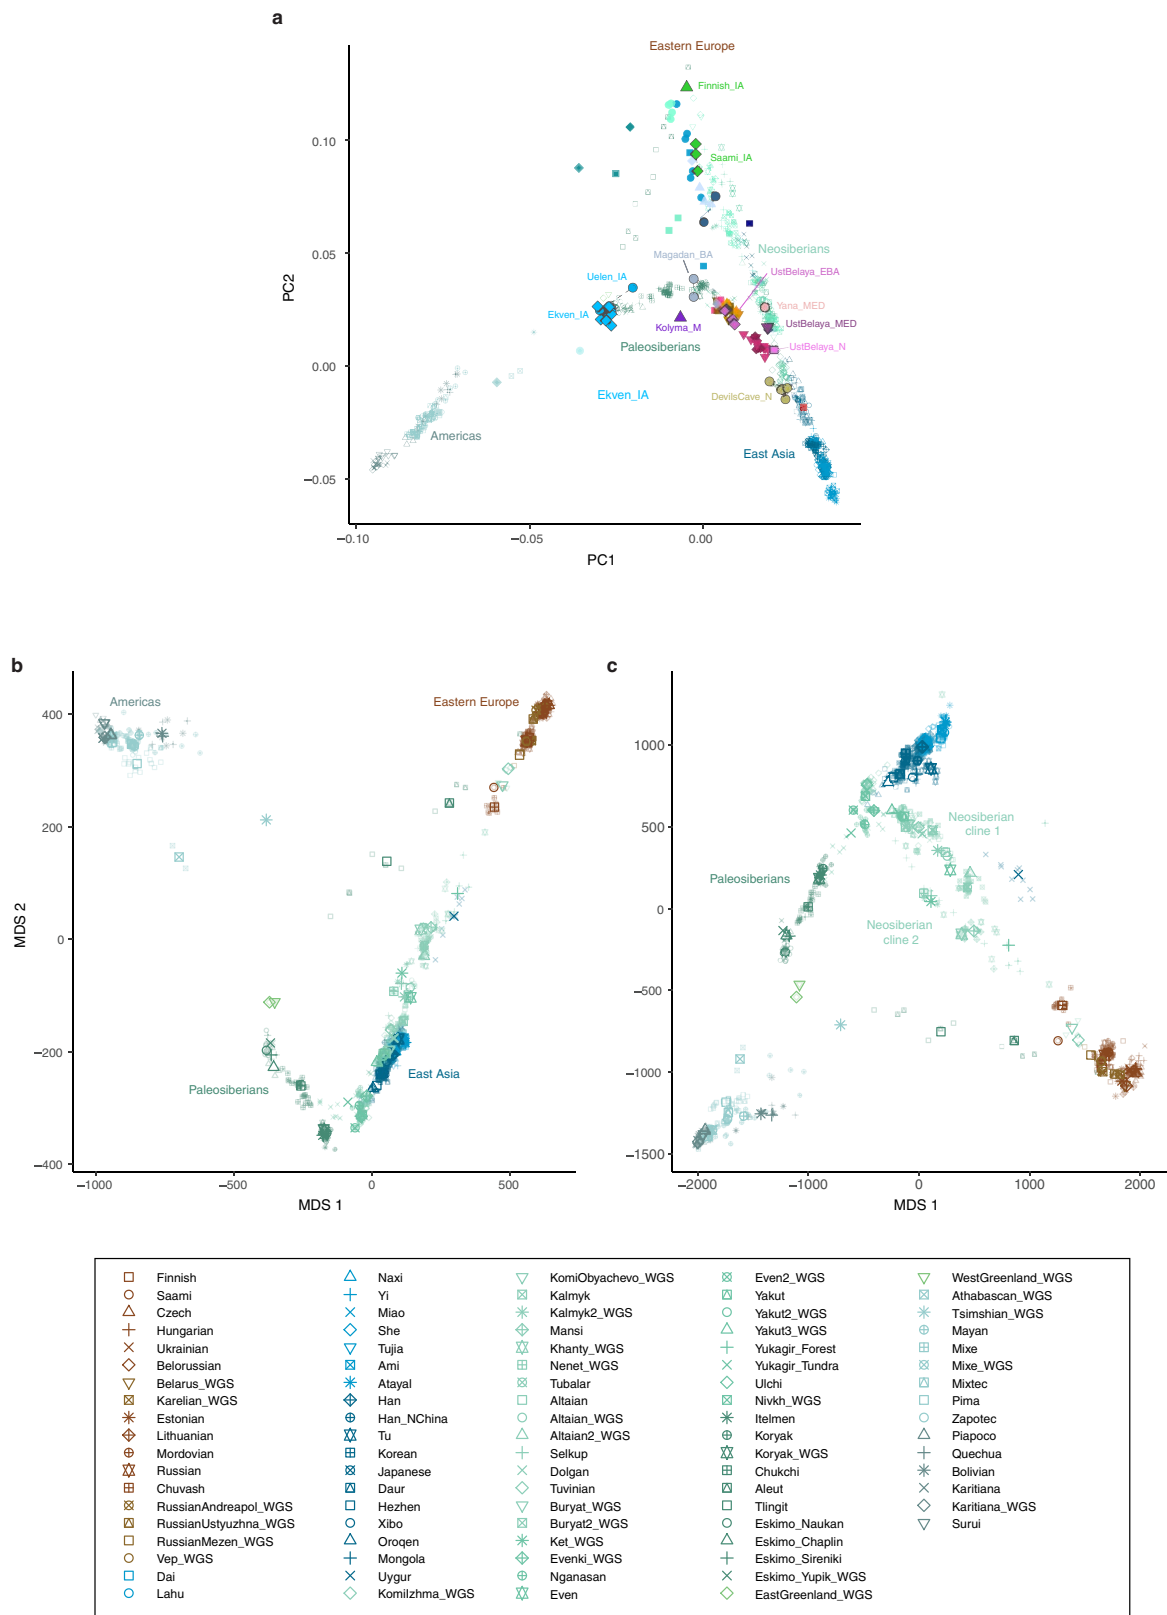 a
Eastern Europe
Finnish_IA
0.10
Saami_IA
0.05
Neosiberians
Magadan_BA
UstBelaya_EBA
Uelen_IA
PC2
Yana_MED
Ekven_IA
Kolyma_M
UstBelaya_MED
Paleosiberians
UstBelaya_N
0.00
Ekven_IA
DevilsCave_N
Americas
East Asia
−0.05
−0.10
−0.05
0.00
PC1
b
Americas
Eastern Europe
400
200
MDS 2
0
−200
Paleosiberians
East Asia
−400
−1000
−500
0
500
MDS 1
c
1000
Neosiberian
cline 1
500
Paleosiberians
0
Neosiberian
cline 2
−500
−1000
−1500
−2000
−1000
0
1000
2000
MDS 1
Finnish
Saami
Czech
Hungarian
Ukrainian
Belorussian
Belarus_WGS
Karelian_WGS
Estonian
Lithuanian
Mordovian
Russian
Chuvash
RussianAndreapol_WGS
RussianUstyuzhna_WGS
RussianMezen_WGS
Vep_WGS
Dai
Lahu
Naxi
Yi
Miao
She
Tujia
Ami
Atayal
Han
Han_NChina
Tu
Korean
Japanese
Daur
Hezhen
Xibo
Oroqen
Mongola
Uygur
KomiIzhma_WGS
KomiObyachevo_WGS
Kalmyk
Kalmyk2_WGS
Mansi
Khanty_WGS
Nenet_WGS
Tubalar
Altaian
Altaian_WGS
Altaian2_WGS
Selkup
Dolgan
Tuvinian
Buryat_WGS
Buryat2_WGS
Ket_WGS
Evenki_WGS
Nganasan
Even
Even2_WGS
Yakut
Yakut2_WGS
Yakut3_WGS
Yukagir_Forest
Yukagir_Tundra
Ulchi
Nivkh_WGS
Itelmen
Koryak
Koryak_WGS
Chukchi
Aleut
Tlingit
Eskimo_Naukan
Eskimo_Chaplin
Eskimo_Sireniki
Eskimo_Yupik_WGS
EastGreenland_WGS
WestGreenland_WGS
Athabascan_WGS
Tsimshian_WGS
Mayan
Mixe
Mixe_WGS
Mixtec
Pima
Zapotec
Piapoco
Quechua
Bolivian
Karitiana
Karitiana_WGS
Surui